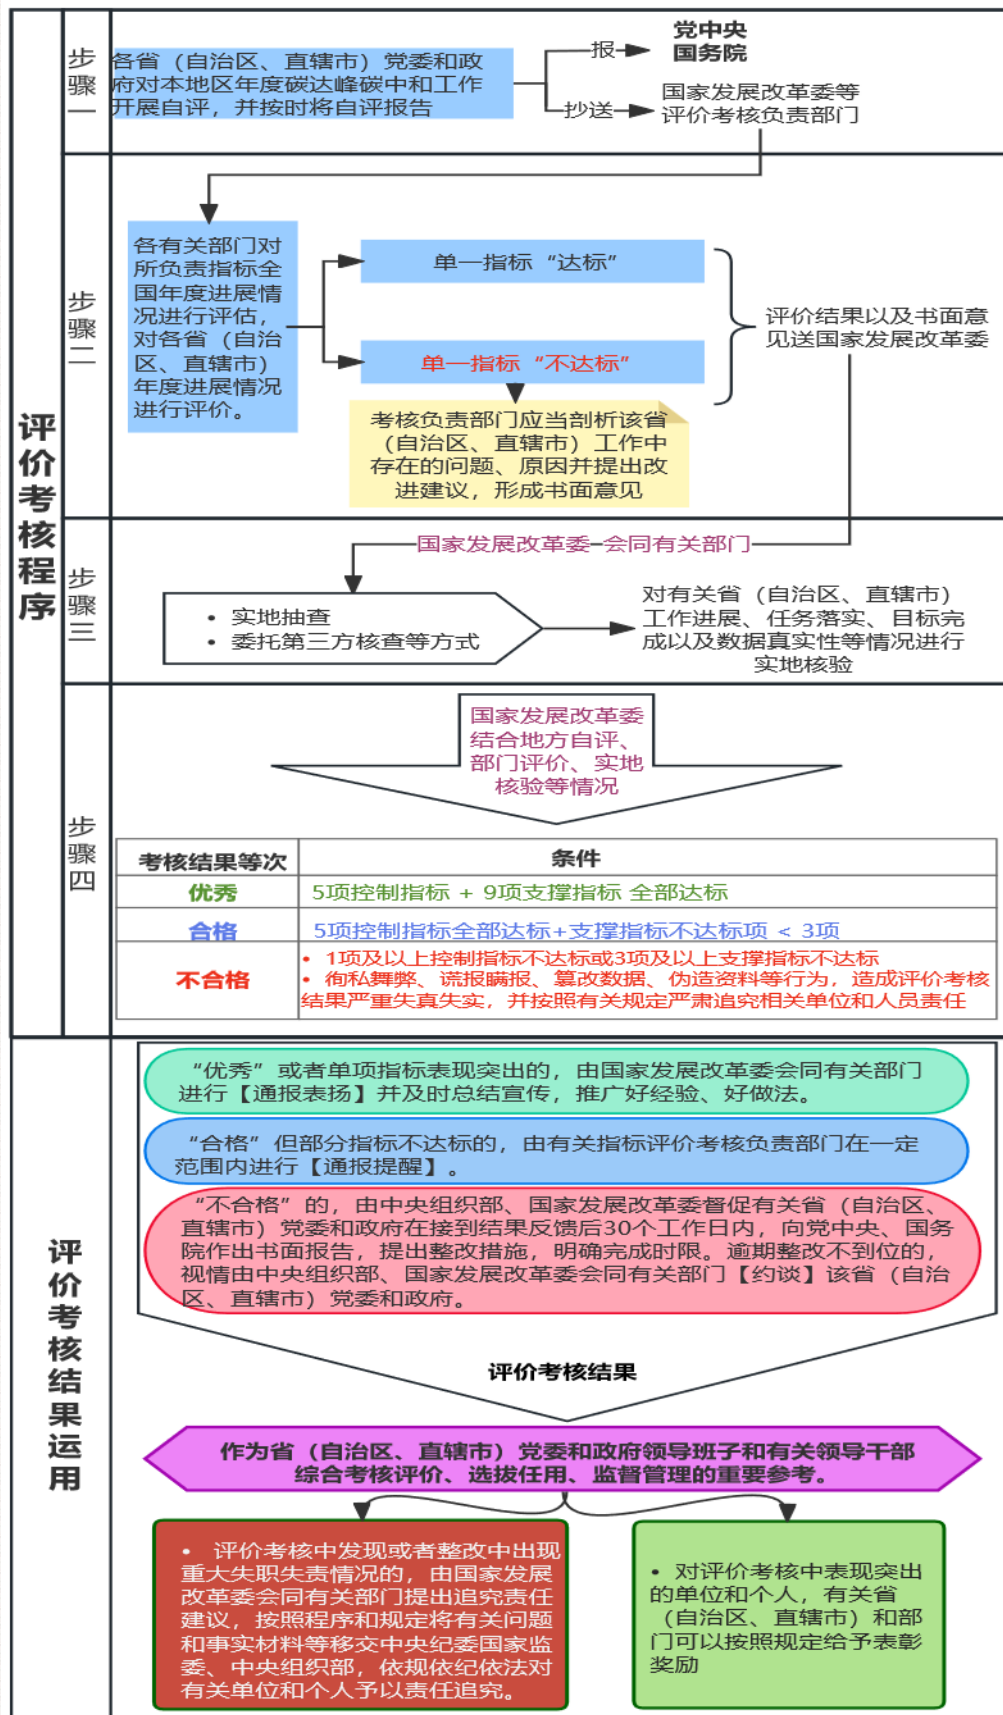 评价考核程序
步骤一
各省（自治区、直辖市）党委和政
府对本地区年度碳达峰碳中和工作
开展自评，并按时将自评报告
报
党中央
国务院
抄送
国家发展改革委等
评价考核负责部门
步骤二
各有关部门对
所负责指标全
国年度进展情
况进行评估，
对各省（自治
区、直辖市）
年度进展情况
进行评价。
单一指标“达标”
单一指标“不达标”
考核负责部门应当剖析该省
（自治区、直辖市）工作中
存在的问题、原因并提出改
进建议，形成书面意见
评价结果以及书面意
见送国家发展改革委
步骤三
国家发展改革委 会同有关部门
• 实地抽查
• 委托第三方核查等方式
对有关省（自治区、直辖市）
工作进展、任务落实、目标完
成以及数据真实性等情况进行
实地核验
步骤四
国家发展改革委
结合地方自评、
部门评价、实地
核验等情况
考核结果等次 条件
优秀 5项控制指标 + 9项支撑指标 全部达标
合格 5项控制指标全部达标+支撑指标不达标项 < 3项
不合格
• 1项及以上控制指标不达标或3项及以上支撑指标不达标
• 徇私舞弊、谎报瞒报、篡改数据、伪造资料等行为，造成评价考核
结果严重失真失实，并按照有关规定严肃追究相关单位和人员责任
评价考核结果运用
“优秀”或者单项指标表现突出的，由国家发展改革委会同有关部门
进行【通报表扬】并及时总结宣传，推广好经验、好做法。
“合格”但部分指标不达标的，由有关指标评价考核负责部门在一定
范围内进行【通报提醒】。
“不合格”的，由中央组织部、国家发展改革委督促有关省（自治区、
直辖市）党委和政府在接到结果反馈后30个工作日内，向党中央、国务
院作出书面报告，提出整改措施，明确完成时限。逾期整改不到位的，
视情由中央组织部、国家发展改革委会同有关部门【约谈】该省（自治
区、直辖市）党委和政府。
评价考核结果
作为省（自治区、直辖市）党委和政府领导班子和有关领导干部
综合考核评价、选拔任用、监督管理的重要参考。
• 评价考核中发现或者整改中出现
重大失职失责情况的，由国家发展
改革委会同有关部门提出追究责任
建议，按照程序和规定将有关问题
和事实材料等移交中央纪委国家监
委、中央组织部，依规依纪依法对
有关单位和个人予以责任追究。
• 对评价考核中表现突出
的单位和个人，有关省
（自治区、直辖市）和部
门可以按照规定给予表彰
奖励